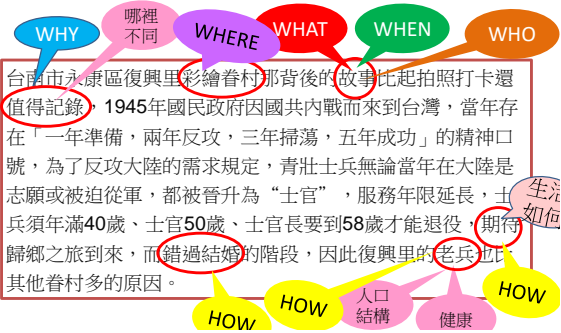 WHY
哪裡
不同
WHERE
WHAT
WHEN
WHO
台南市永康區復興里彩繪眷村那背後的故事比起拍照打卡還
值得記錄，1945年國民政府因國共內戰而來到台灣，當年存
在「一年準備，兩年反攻，三年掃蕩，五年成功」的精神口
號，為了反攻大陸的需求規定，青壯士兵無論當年在大陸是
志願或被迫從軍，都被晉升為“士官”，服務年限延長，士
兵須年滿40歲、士官50歲、士官長要到58歲才能退役，期待
歸鄉之旅到來，而錯過結婚的階段，因此復興里的老兵也比
其他眷村多的原因。
生活
如何
HOW
HOW
人口
結構
健康
HOW